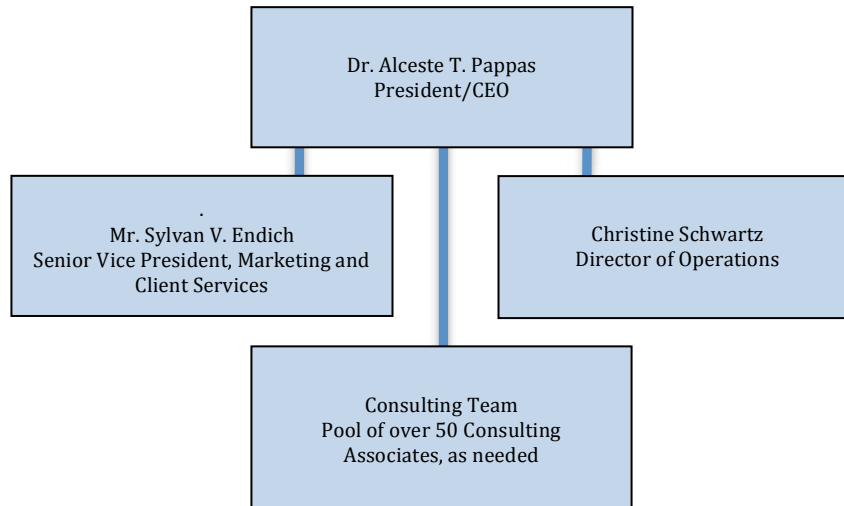 Dr. Alceste T. Pappas
President/CEO
.
Mr. Sylvan V. Endich
Senior Vice President, Marketing and
Client Services
Christine Schwartz
Director of Operations
Consulting Team
Pool of over 50 Consulting
Associates, as needed